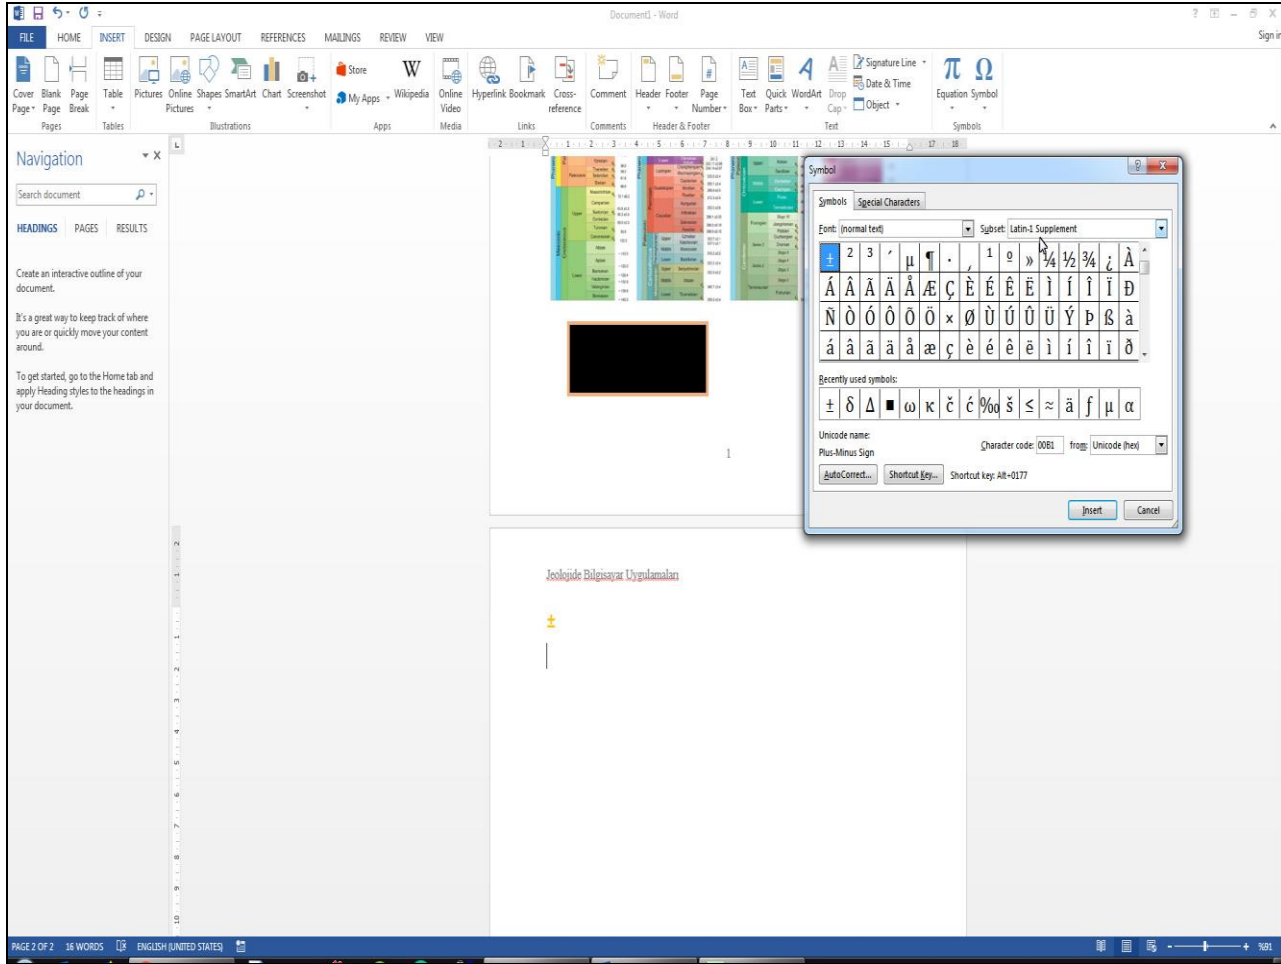 Document1 - Word
FILE HOME INSERT DESIGN PAGE LAYOUT REFERENCES MAILINGS REVIEW VIEW
Sign in
Cover Page
Blank Page
Page Break
Table
Pictures
Online Pictures
Shapes
SmartArt
Chart
Screenshot
Store
My Apps
Wikipedia
Online Video
Hyperlink
Bookmark
Cross-reference
Comment
Header
Footer
Page Number
Text Box
Quick Parts
WordArt
Drop Cap
Signature Line
Date & Time
Object
Equation
Symbol
Pages Tables Illustrations Apps Media Links Comments Header & Footer Text Symbols
Navigation
Search document
HEADINGS PAGES RESULTS
Create an interactive outline of your
document.
It's a great way to keep track of where
you are or quickly move your content
around.
To get started, go to the Home tab and
apply Heading styles to the headings in
your document.
1
Jeolojide Bilgisayar Uygulamaları
±
Symbol
Symbols Special Characters
Font: (normal text) Subset: Latin-1 Supplement
± ² ³ ´ µ ¶ · ¸ ¹ º » ¼ ½ ¾ ¿ À
Á Â Ã Ä Å Æ Ç È É Ê Ë Ì Í Î Ï Ð
Ñ Ò Ó Ô Õ Ö × Ø Ù Ú Û Ü Ý Þ ß à
á â ã ä å æ ç è é ê ë ì í î ï ð
Recently used symbols:
± δ Δ ■ ω κ č ć ‰ š ≤ ≈ ä ƒ µ α
Unicode name:
Plus-Minus Sign
Character code: 00B1 from: Unicode (hex)
AutoCorrect... Shortcut Key... Shortcut key: Alt+0177
Insert Cancel
PAGE 2 OF 2 16 WORDS ENGLISH (UNITED STATES) %91